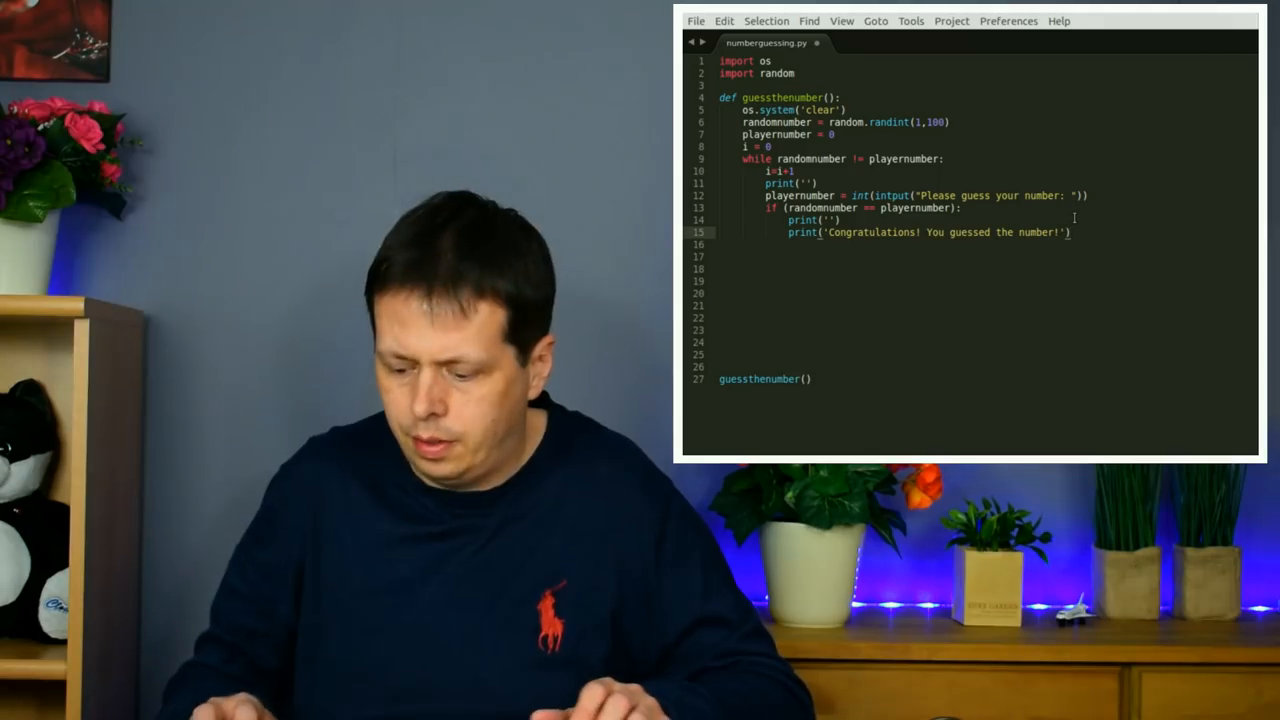 File Edit Selection Find View Goto Tools Project Preferences Help
numberguessing.py
1 import os
2 import random
3
4 def guessthenumber():
5 os.system('clear')
6 randomnumber = random.randint(1,100)
7 playernumber = 0
8 i = 0
9 while randomnumber != playernumber:
10 i=i+1
11 print('')
12 playernumber = int(intput("Please guess your number: "))
13 if (randomnumber == playernumber):
14 print('')
15 print('Congratulations! You guessed the number!')
16
17
18
19
20
21
22
23
24
25
26
27 guessthenumber()